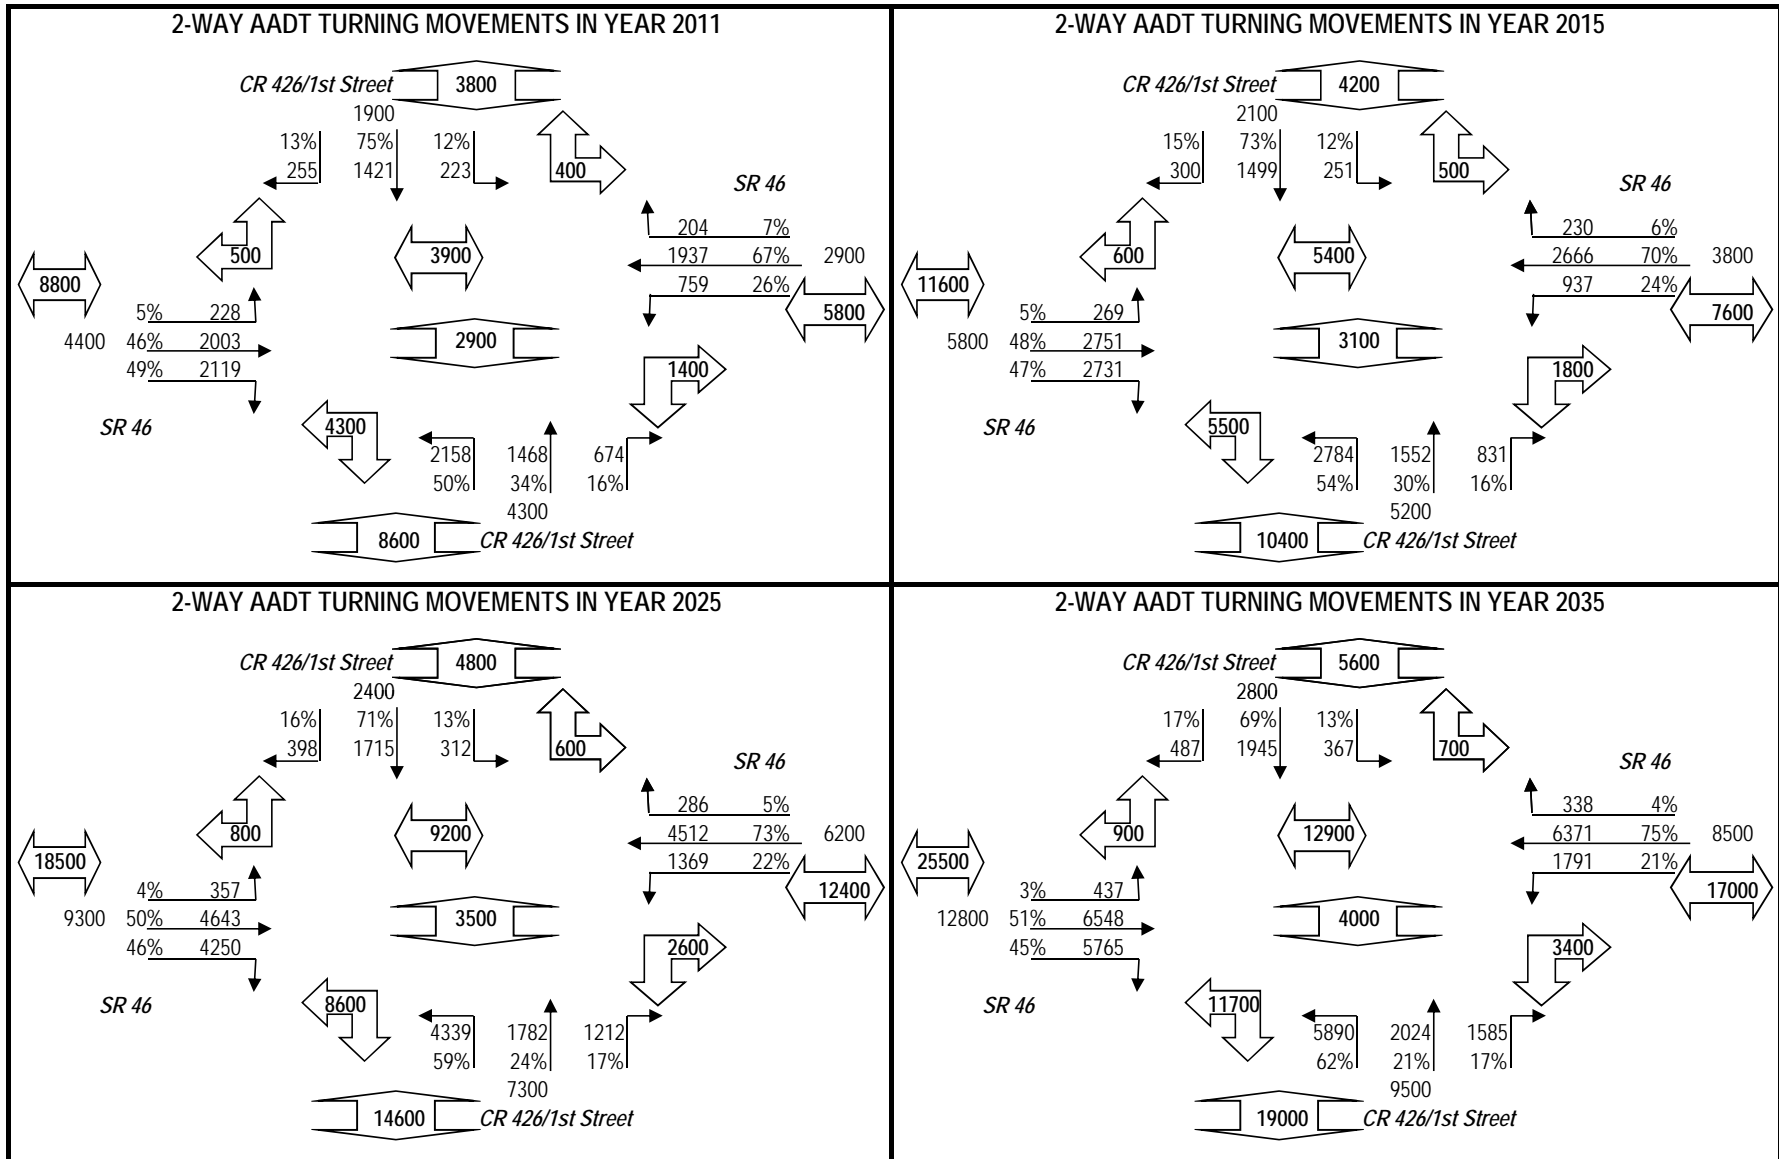 2-WAY AADT TURNING MOVEMENTS IN YEAR 2011
CR 426/1st Street 3800
1900
13% 75% 12%
255 1421 223 400
SR 46
204 7%
500 3900 1937 67% 2900
8800 759 26%
5% 228 5800
4400 46% 2003 2900
49% 2119 1400
SR 46 4300
2158 1468 674
50% 34% 16%
4300
8600 CR 426/1st Street
2-WAY AADT TURNING MOVEMENTS IN YEAR 2015
CR 426/1st Street 4200
2100
15% 73% 12%
300 1499 251 500
SR 46
230 6%
600 5400 2666 70% 3800
11600 937 24%
5% 269 7600
5800 48% 2751 3100
47% 2731 1800
SR 46 5500
2784 1552 831
54% 30% 16%
5200
10400 CR 426/1st Street
2-WAY AADT TURNING MOVEMENTS IN YEAR 2025
CR 426/1st Street 4800
2400
16% 71% 13%
398 1715 312 600
SR 46
286 5%
800 9200 4512 73% 6200
18500 1369 22%
4% 357 12400
9300 50% 4643 3500
46% 4250 2600
SR 46 8600
4339 1782 1212
59% 24% 17%
7300
14600 CR 426/1st Street
2-WAY AADT TURNING MOVEMENTS IN YEAR 2035
CR 426/1st Street 5600
2800
17% 69% 13%
487 1945 367 700
SR 46
338 4%
900 12900 6371 75% 8500
25500 1791 21%
3% 437 17000
12800 51% 6548 4000
45% 5765 3400
SR 46 11700
5890 2024 1585
62% 21% 17%
9500
19000 CR 426/1st Street